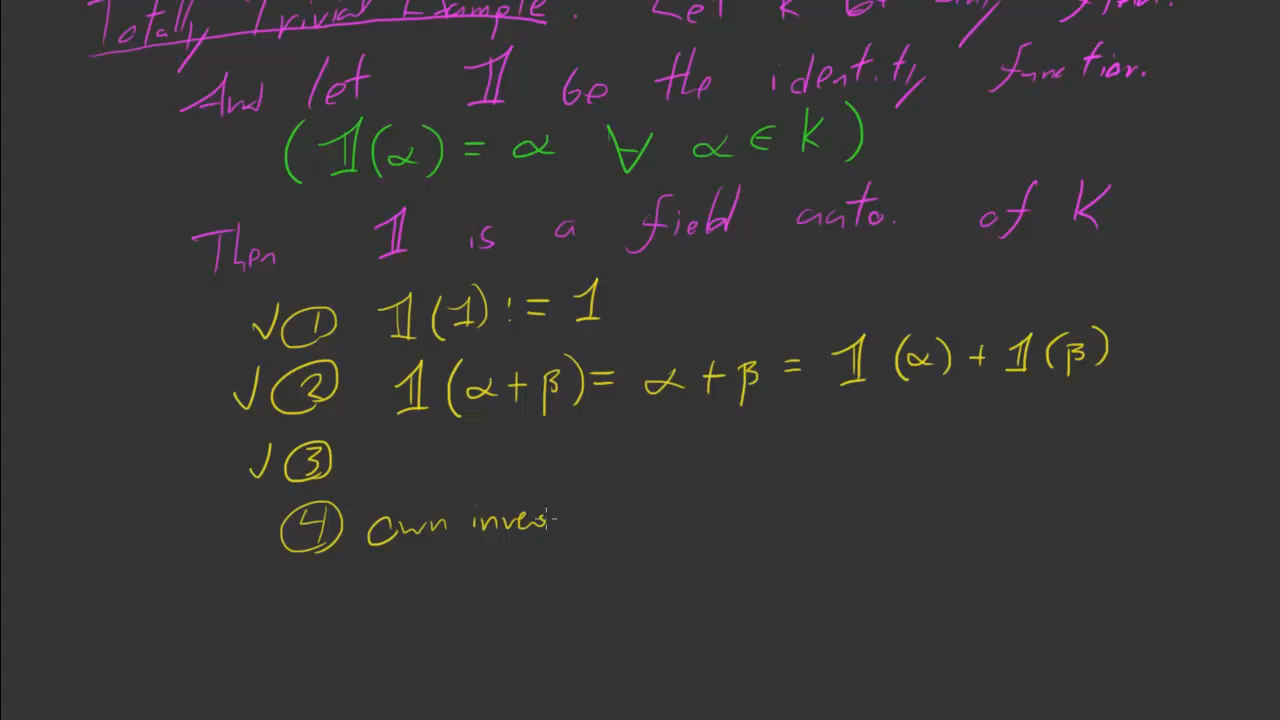 Totally Trivial Example. Let K be any field.
And let 𝟙 be the identity function.
(𝟙(α) = α ∀ α ∈ K)
Then 𝟙 is a field auto. of K
✓ ① 𝟙(1) := 1
✓ ② 𝟙(α+β) = α + β = 𝟙(α) + 𝟙(β)
✓ ③
④ Own invers